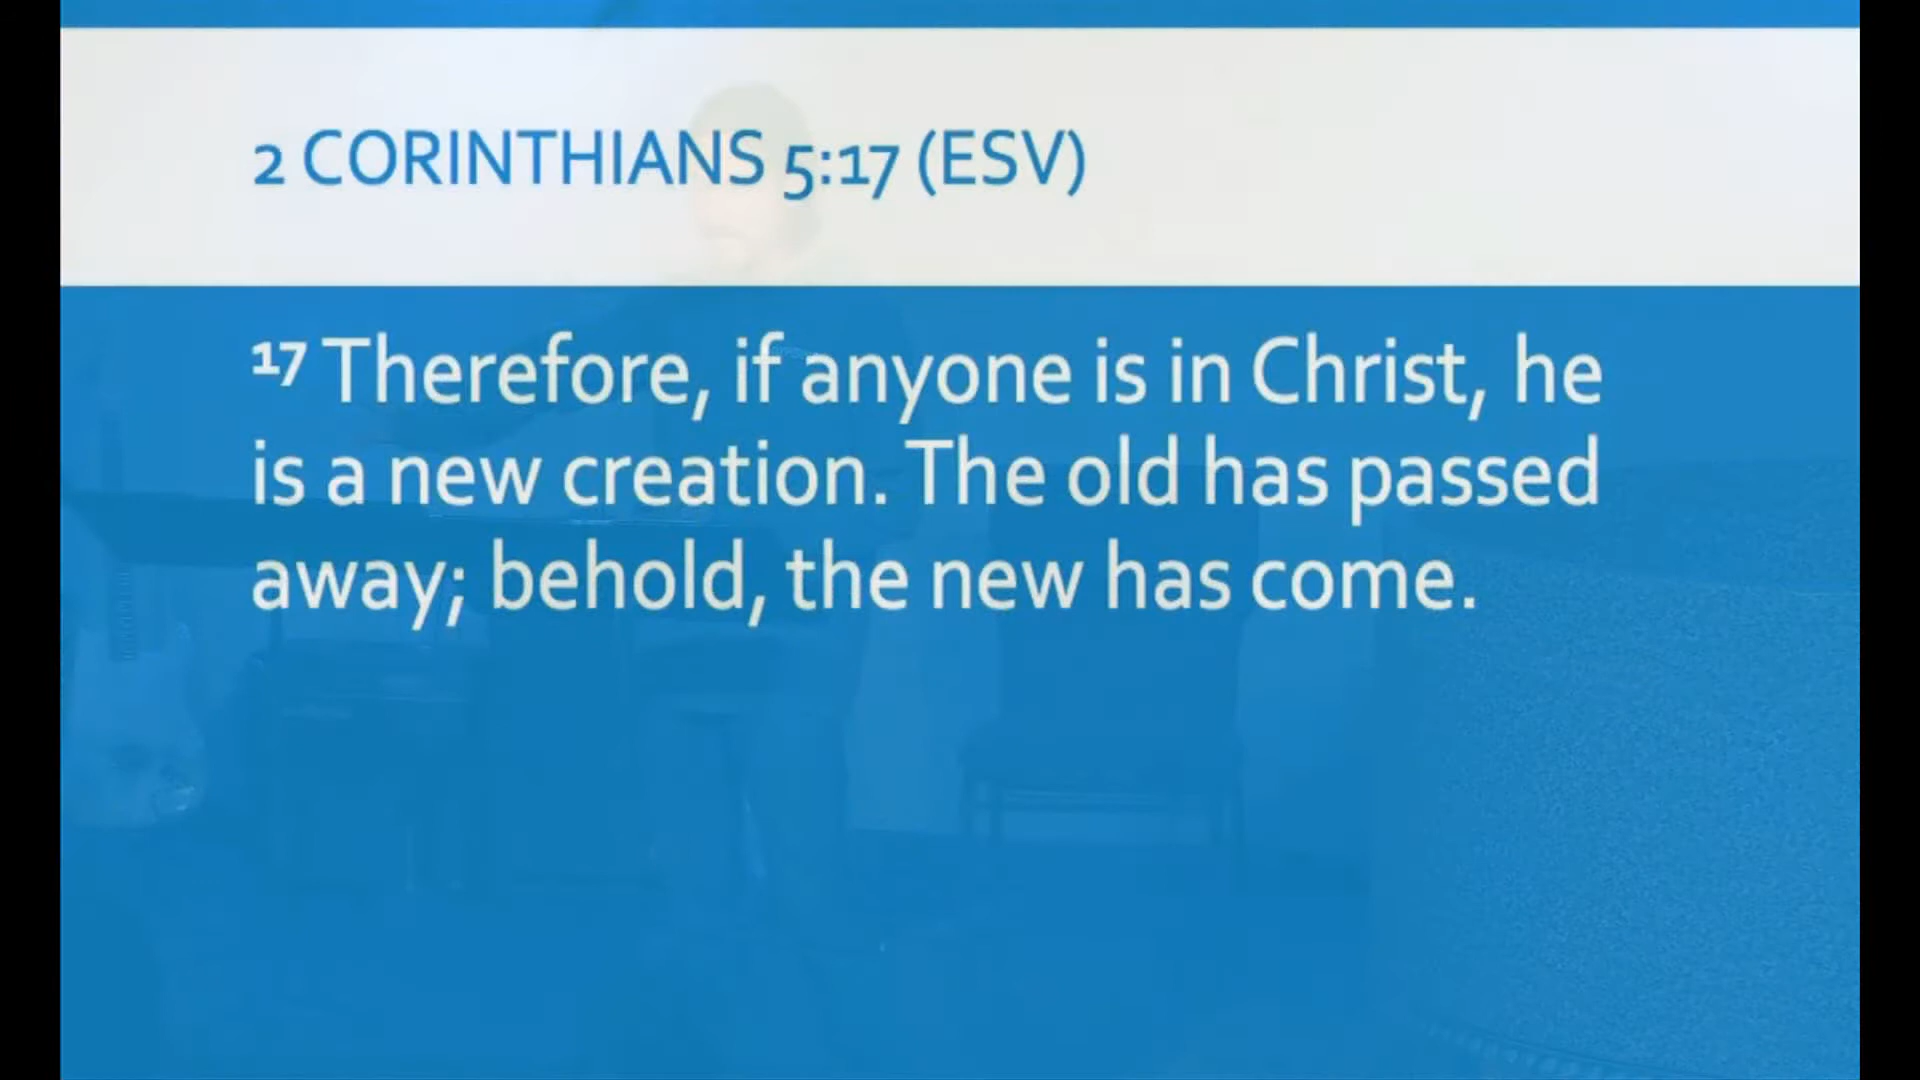 2 CORINTHIANS 5:17 (ESV)
17 Therefore, if anyone is in Christ, he
is a new creation. The old has passed
away; behold, the new has come.